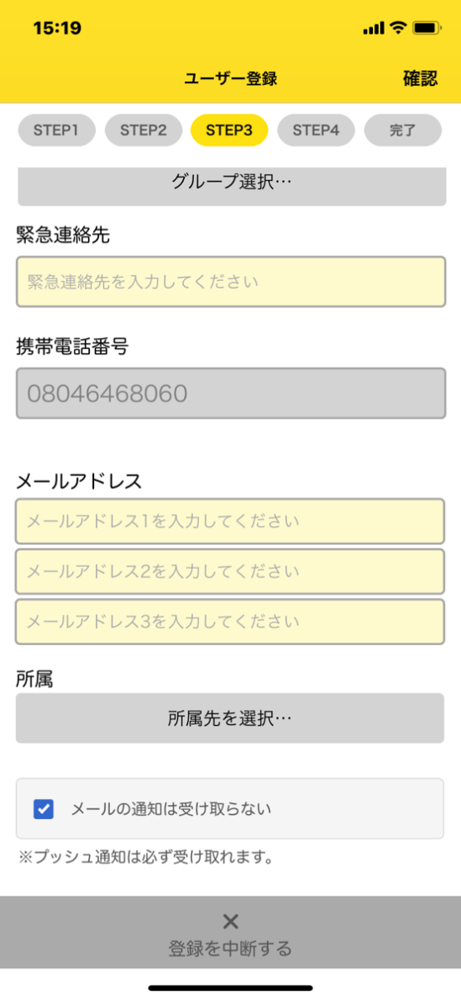 15:19
ユーザー登録
確認
STEP1
STEP2
STEP3
STEP4
完了
グループ選択…
緊急連絡先
緊急連絡先を入力してください
携帯電話番号
08046468060
メールアドレス
メールアドレス1を入力してください
メールアドレス2を入力してください
メールアドレス3を入力してください
所属
所属先を選択…
メールの通知は受け取らない
※プッシュ通知は必ず受け取れます。
登録を中断する